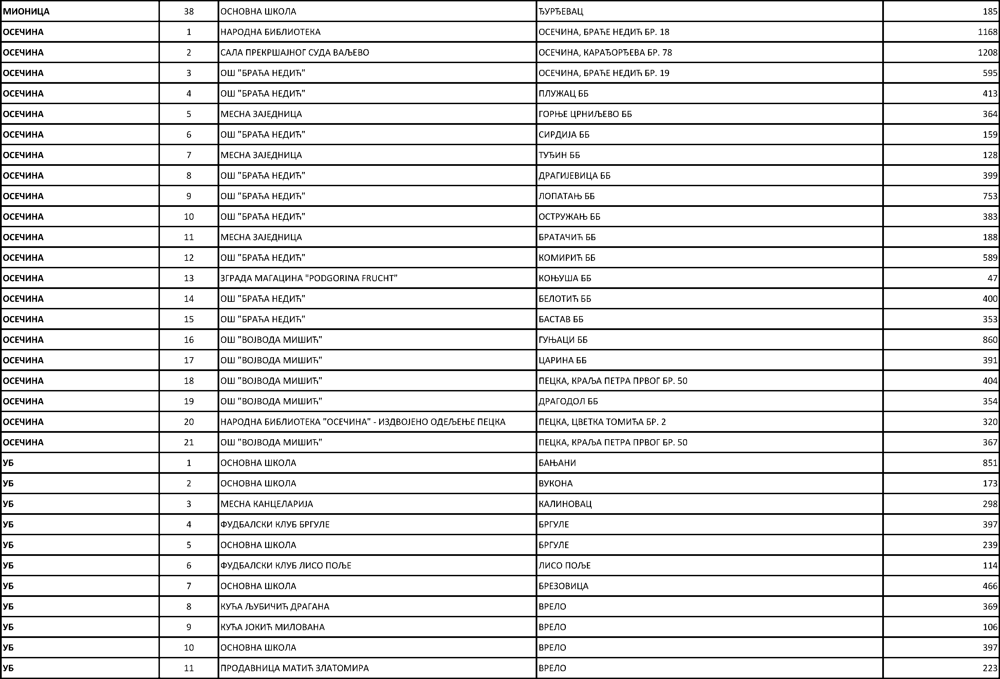 МИОНИЦА 38 ОСНОВНА ШКОЛА ЂУРЂЕВАЦ 185
ОСЕЧИНА 1 НАРОДНА БИБЛИОТЕКА ОСЕЧИНА, БРАЋЕ НЕДИЋ БР. 18 1168
ОСЕЧИНА 2 САЛА ПРЕКРШАЈНОГ СУДА ВАЉЕВО ОСЕЧИНА, КАРАЂОРЂЕВА БР. 78 1208
ОСЕЧИНА 3 ОШ "БРАЋА НЕДИЋ" ОСЕЧИНА, БРАЋЕ НЕДИЋ БР. 19 595
ОСЕЧИНА 4 ОШ "БРАЋА НЕДИЋ" ПЛУЖАЦ ББ 413
ОСЕЧИНА 5 МЕСНА ЗАЈЕДНИЦА ГОРЊЕ ЦРНИЉЕВО ББ 364
ОСЕЧИНА 6 ОШ "БРАЋА НЕДИЋ" СИРДИЈА ББ 159
ОСЕЧИНА 7 МЕСНА ЗАЈЕДНИЦА ТУЂИН ББ 128
ОСЕЧИНА 8 ОШ "БРАЋА НЕДИЋ" ДРАГИЈЕВИЦА ББ 399
ОСЕЧИНА 9 ОШ "БРАЋА НЕДИЋ" ЛОПАТАЊ ББ 753
ОСЕЧИНА 10 ОШ "БРАЋА НЕДИЋ" ОСТРУЖАЊ ББ 383
ОСЕЧИНА 11 МЕСНА ЗАЈЕДНИЦА БРАТАЧИЋ ББ 188
ОСЕЧИНА 12 ОШ "БРАЋА НЕДИЋ" КОМИРИЋ ББ 589
ОСЕЧИНА 13 ЗГРАДА МАГАЦИНА "PODGORINA FRUCHT" КОЊУША ББ 47
ОСЕЧИНА 14 ОШ "БРАЋА НЕДИЋ" БЕЛОТИЋ ББ 400
ОСЕЧИНА 15 ОШ "БРАЋА НЕДИЋ" БАСТАВ ББ 353
ОСЕЧИНА 16 ОШ "ВОЈВОДА МИШИЋ" ГУЊАЦИ ББ 860
ОСЕЧИНА 17 ОШ "ВОЈВОДА МИШИЋ" ЦАРИНА ББ 391
ОСЕЧИНА 18 ОШ "ВОЈВОДА МИШИЋ" ПЕЦКА, КРАЉА ПЕТРА ПРВОГ БР. 50 404
ОСЕЧИНА 19 ОШ "ВОЈВОДА МИШИЋ" ДРАГОДОЛ ББ 354
ОСЕЧИНА 20 НАРОДНА БИБЛИОТЕКА "ОСЕЧИНА" - ИЗДВОЈЕНО ОДЕЉЕЊЕ ПЕЦКА ПЕЦКА, ЦВЕТКА ТОМИЋА БР. 2 320
ОСЕЧИНА 21 ОШ "ВОЈВОДА МИШИЋ" ПЕЦКА, КРАЉА ПЕТРА ПРВОГ БР. 50 367
УБ 1 ОСНОВНА ШКОЛА БАЊАНИ 851
УБ 2 ОСНОВНА ШКОЛА ВУКОНА 173
УБ 3 МЕСНА КАНЦЕЛАРИЈА КАЛИНОВАЦ 298
УБ 4 ФУДБАЛСКИ КЛУБ БРГУЛЕ БРГУЛЕ 397
УБ 5 ОСНОВНА ШКОЛА БРГУЛЕ 239
УБ 6 ФУДБАЛСКИ КЛУБ ЛИСО ПОЉЕ ЛИСО ПОЉЕ 114
УБ 7 ОСНОВНА ШКОЛА БРЕЗОВИЦА 466
УБ 8 КУЋА ЉУБИЧИЋ ДРАГАНА ВРЕЛО 369
УБ 9 КУЋА ЈОКИЋ МИЛОВАНА ВРЕЛО 106
УБ 10 ОСНОВНА ШКОЛА ВРЕЛО 397
УБ 11 ПРОДАВНИЦА МАТИЋ ЗЛАТОМИРА ВРЕЛО 223